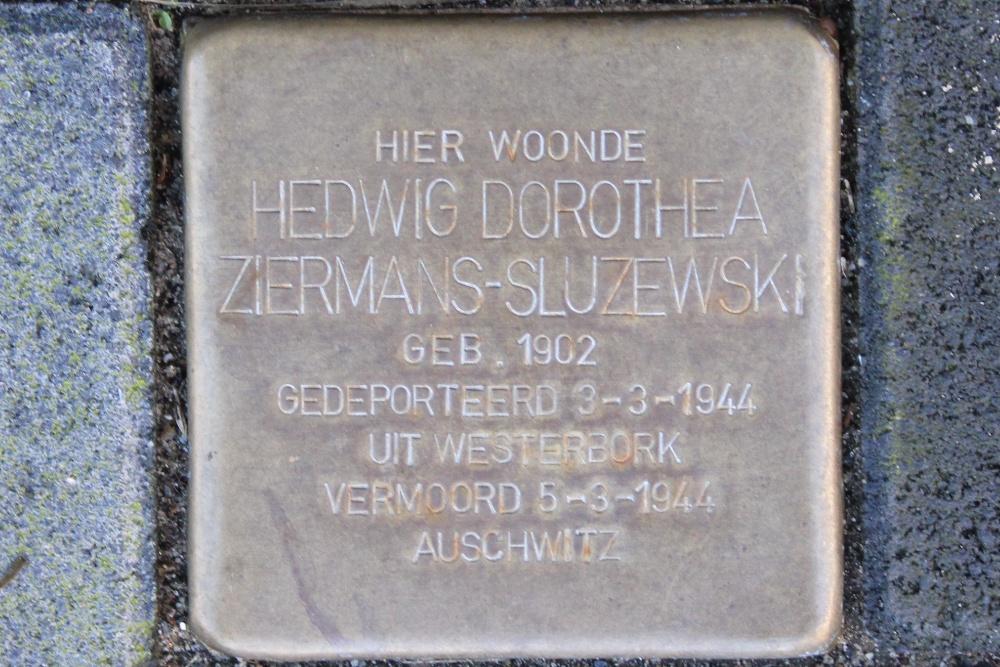 HIER WOONDE
HEDWIG DOROTHEA
ZIERMANS-SLUZEWSKI
GEB. 1902
GEDEPORTEERD 3-3-1944
UIT WESTERBORK
VERMOORD 5-3-1944
AUSCHWITZ